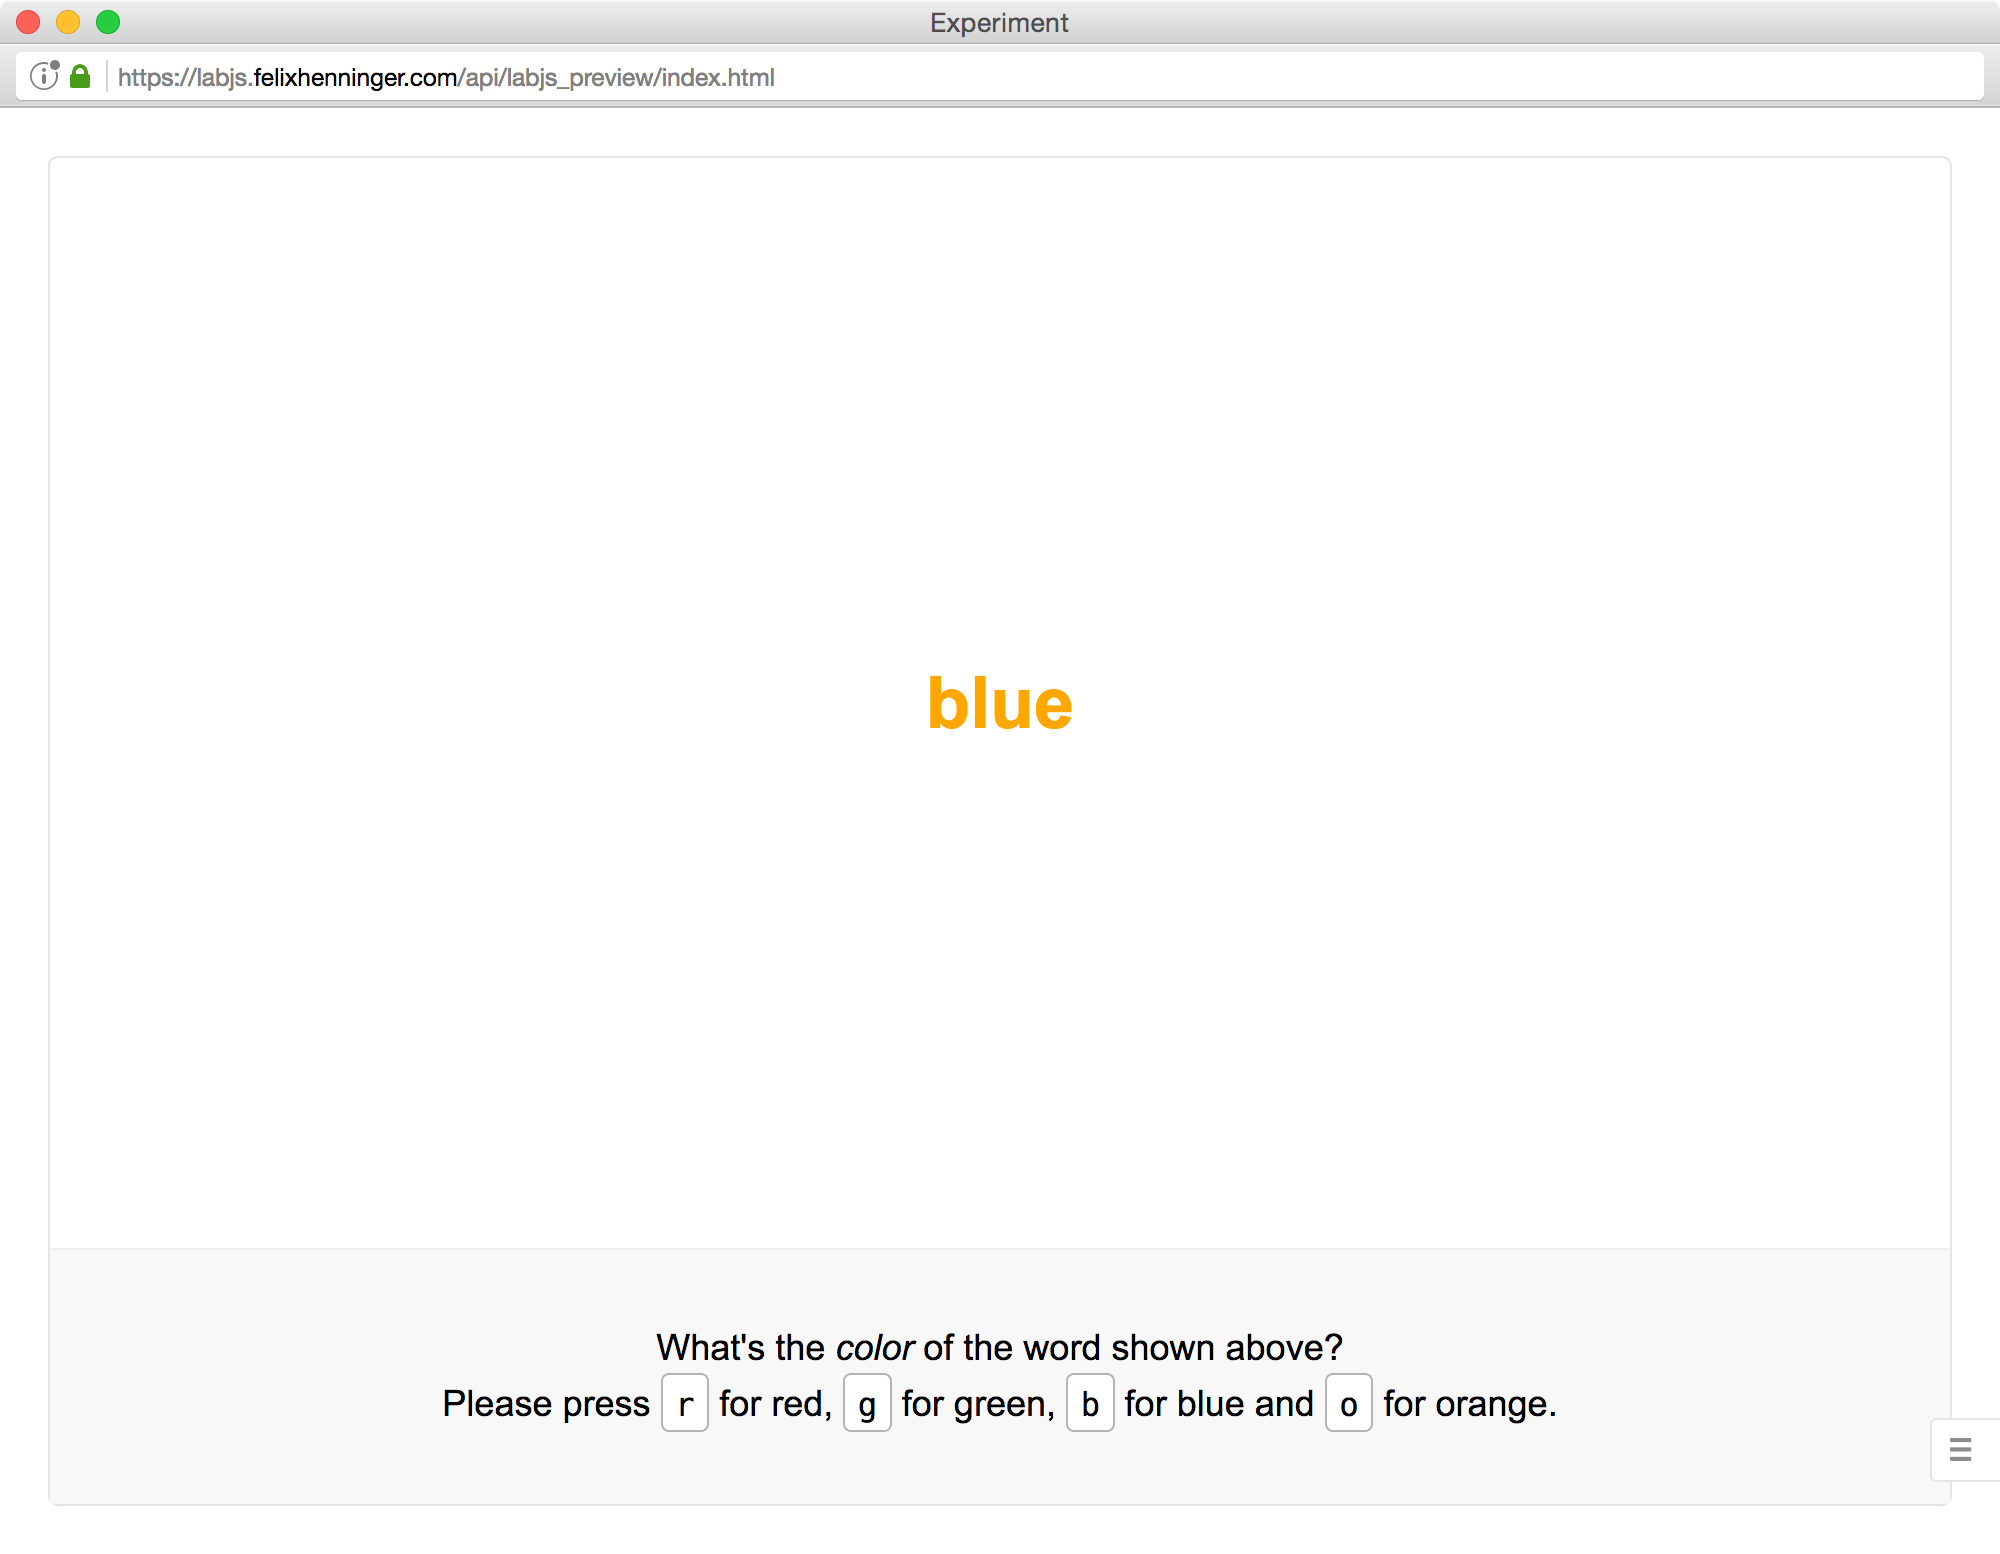 Experiment
https://labjs.felixhenninger.com/api/labjs_preview/index.html
blue
What's the color of the word shown above?
Please press r for red, g for green, b for blue and o for orange.